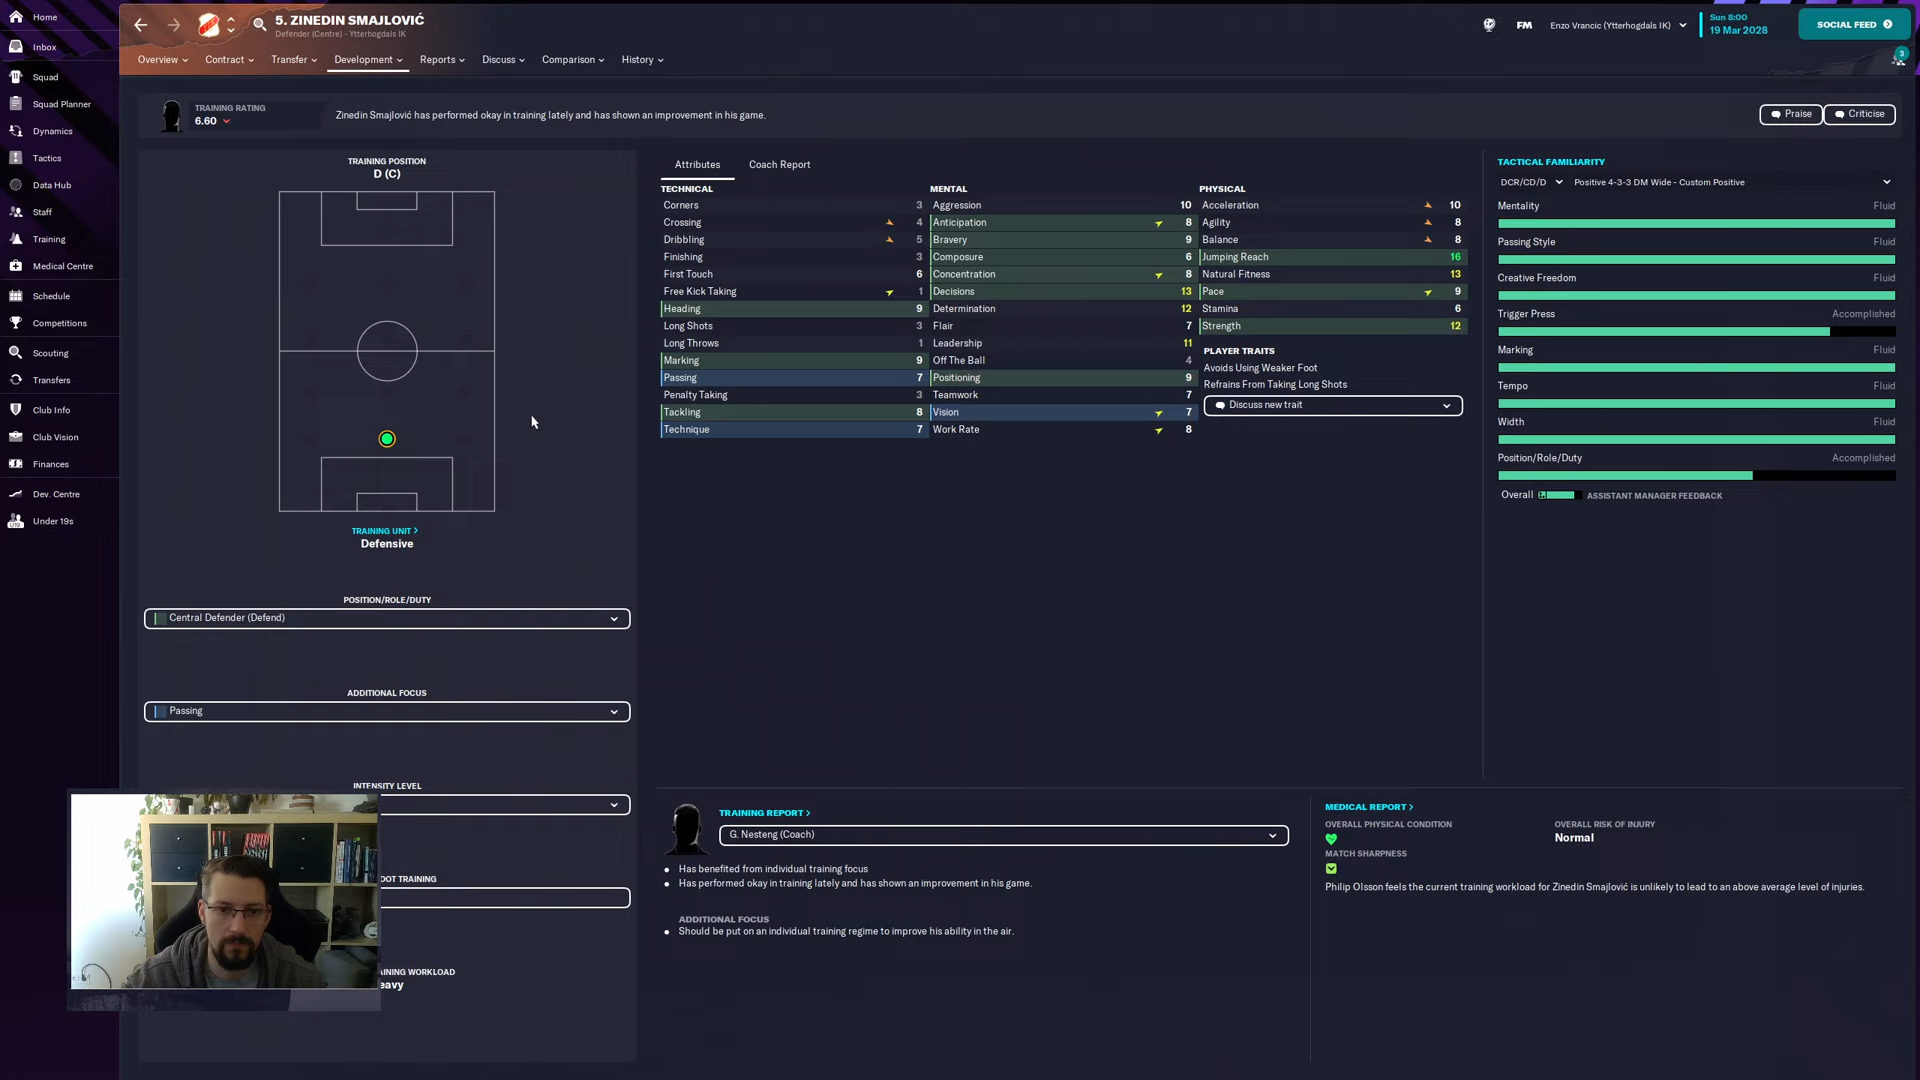 Home
Inbox
Squad
Squad Planner
Dynamics
Tactics
Data Hub
Staff
Training
Medical Centre
Schedule
Competitions
Scouting
Transfers
Club Info
Club Vision
Finances
Dev. Centre
Under 19s
5. ZINEDIN SMAJLOVIĆ
Defender (Centre) - Ytterhogdals IK
FM
Enzo Vrancic (Ytterhogdals IK)
Sun 8:00
19 Mar 2028
SOCIAL FEED
3
Overview
Contract
Transfer
Development
Reports
Discuss
Comparison
History
TRAINING RATING
6.60
Zinedin Smajlović has performed okay in training lately and has shown an improvement in his game.
Praise
Criticise
TRAINING POSITION
D (C)
TRAINING UNIT >
Defensive
POSITION/ROLE/DUTY
Central Defender (Defend)
ADDITIONAL FOCUS
Passing
INTENSITY LEVEL
OOT TRAINING
AINING WORKLOAD
eavy
Attributes
Coach Report
TECHNICAL
Corners 3
Crossing 4
Dribbling 5
Finishing 3
First Touch 6
Free Kick Taking 1
Heading 9
Long Shots 3
Long Throws 1
Marking 9
Passing 7
Penalty Taking 3
Tackling 8
Technique 7
MENTAL
Aggression 10
Anticipation 8
Bravery 9
Composure 6
Concentration 8
Decisions 13
Determination 12
Flair 7
Leadership 11
Off The Ball 4
Positioning 9
Teamwork 7
Vision 7
Work Rate 8
PHYSICAL
Acceleration 10
Agility 8
Balance 8
Jumping Reach 16
Natural Fitness 13
Pace 9
Stamina 6
Strength 12
PLAYER TRAITS
Avoids Using Weaker Foot
Refrains From Taking Long Shots
Discuss new trait
TACTICAL FAMILIARITY
DCR/CD/D
Positive 4-3-3 DM Wide - Custom Positive
Mentality Fluid
Passing Style Fluid
Creative Freedom Fluid
Trigger Press Accomplished
Marking Fluid
Tempo Fluid
Width Fluid
Position/Role/Duty Accomplished
Overall
ASSISTANT MANAGER FEEDBACK
TRAINING REPORT >
G. Nesteng (Coach)
Has benefited from individual training focus
Has performed okay in training lately and has shown an improvement in his game.
ADDITIONAL FOCUS
Should be put on an individual training regime to improve his ability in the air.
MEDICAL REPORT >
OVERALL PHYSICAL CONDITION
OVERALL RISK OF INJURY
Normal
MATCH SHARPNESS
Philip Olsson feels the current training workload for Zinedin Smajlović is unlikely to lead to an above average level of injuries.